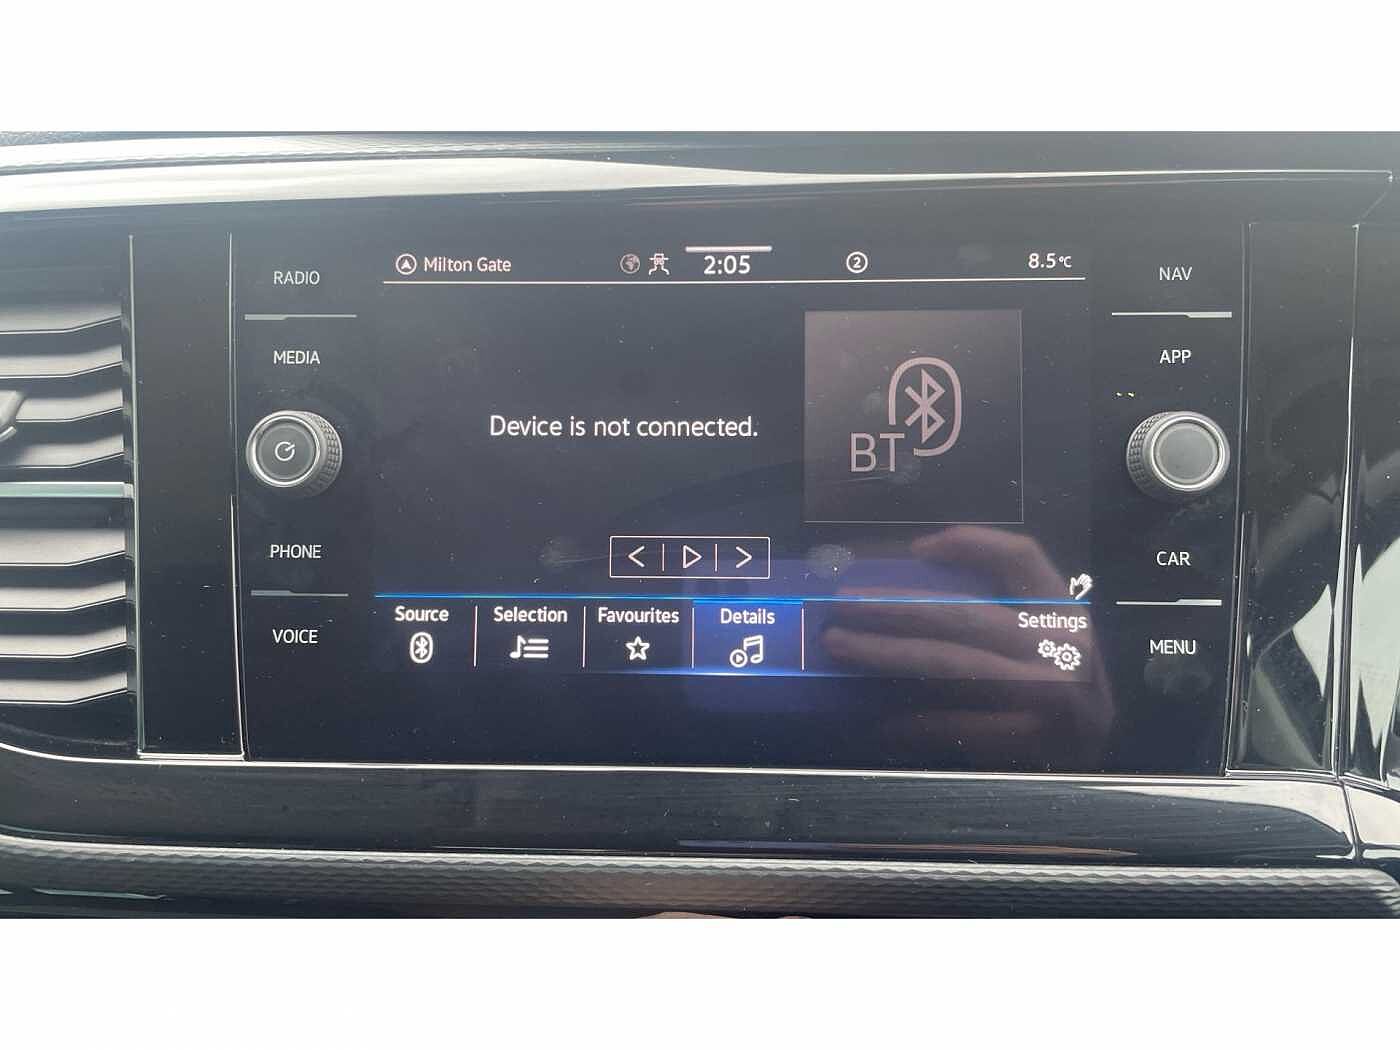 RADIO
MEDIA
PHONE
VOICE
Milton Gate
2:05
2
8.5°C
Device is not connected.
BT
Source
Selection
Favourites
Details
Settings
NAV
APP
CAR
MENU